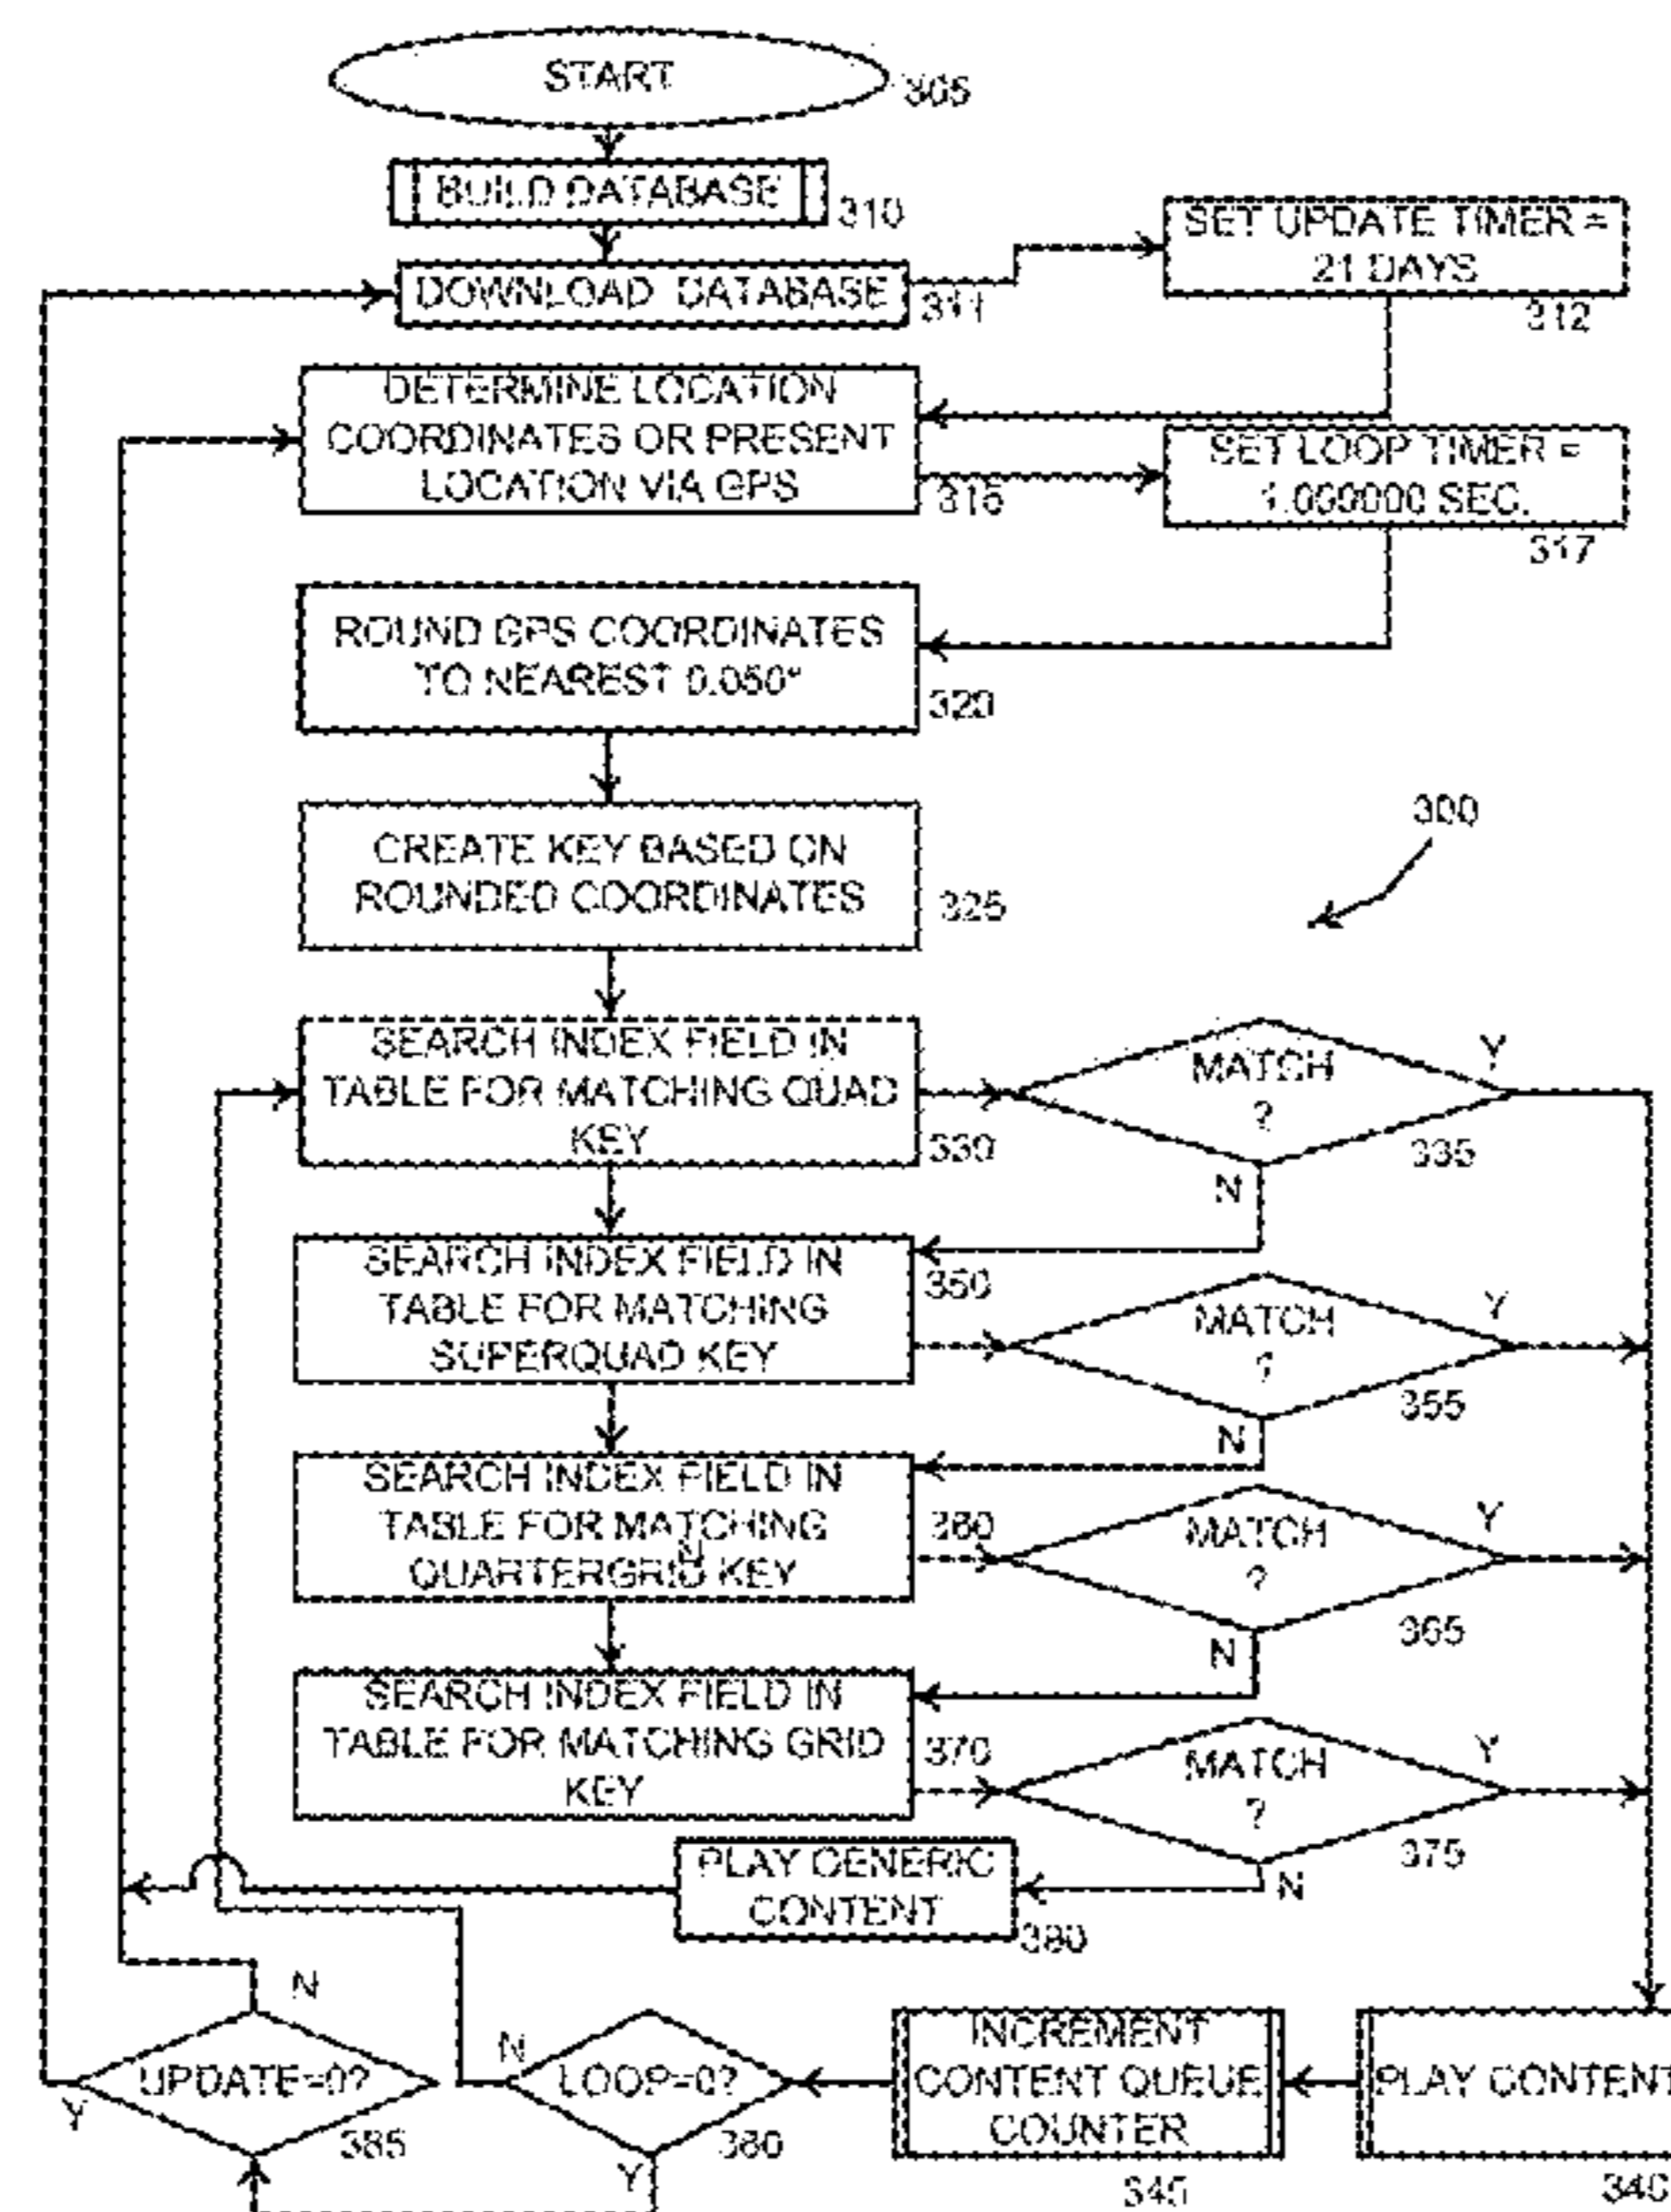 START
305
BUILD DATABASE
310
DOWNLOAD DATABASE
311
SET UPDATE TIMER =
21 DAYS
312
DETERMINE LOCATION
COORDINATES OR PRESENT
LOCATION VIA GPS
315
SET LOOP TIMER =
1.000000 SEC.
317
ROUND GPS COORDINATES
TO NEAREST 0.050°
320
CREATE KEY BASED ON
ROUNDED COORDINATES
325
300
SEARCH INDEX FIELD IN
TABLE FOR MATCHING QUAD
KEY
330
MATCH
?
Y
335
N
SEARCH INDEX FIELD IN
TABLE FOR MATCHING
SUPERQUAD KEY
350
MATCH
?
Y
355
N
SEARCH INDEX FIELD IN
TABLE FOR MATCHING
QUARTERGRID KEY
N
360
MATCH
?
Y
365
N
SEARCH INDEX FIELD IN
TABLE FOR MATCHING GRID
KEY
370
MATCH
?
Y
375
N
PLAY GENERIC
CONTENT
380
N
UPDATE=0?
Y
385
N
LOOP=0?
Y
380
INCREMENT
CONTENT QUEUE
COUNTER
345
PLAY CONTENT
340